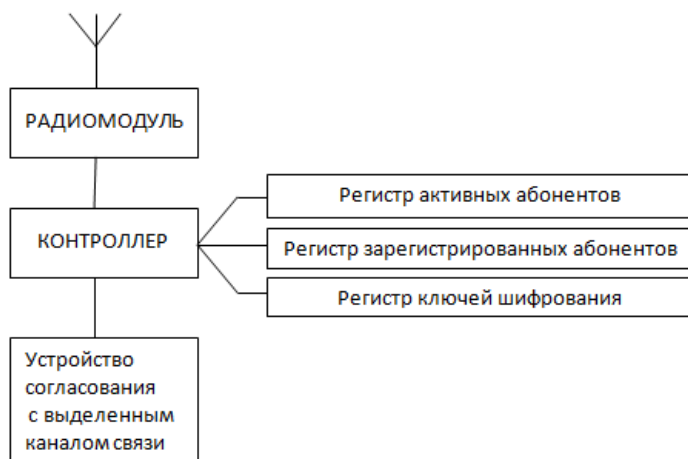 РАДИОМОДУЛЬ
Регистр активных абонентов
КОНТРОЛЛЕР
Регистр зарегистрированных абонентов
Регистр ключей шифрования
Устройство
согласования
с выделенным
каналом связи